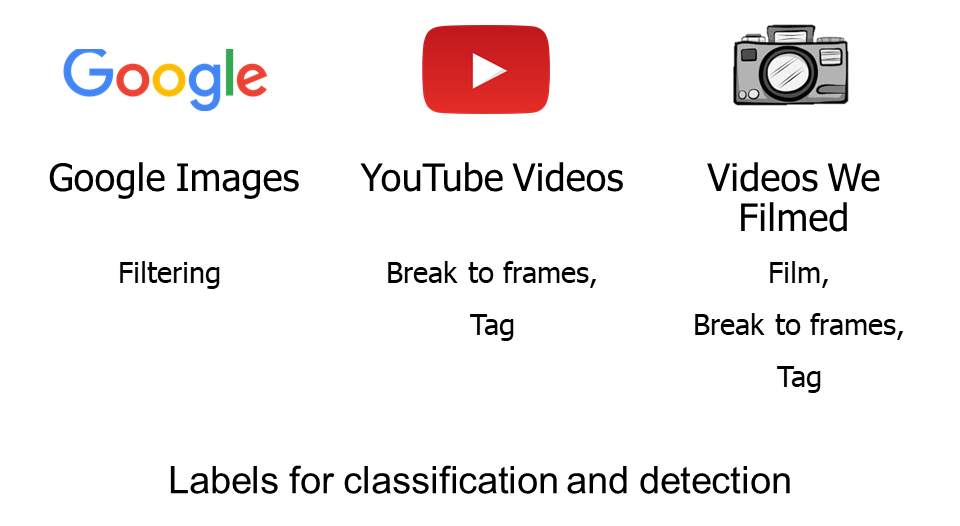 Google
Google Images
YouTube Videos
Videos We
Filmed
Filtering
Break to frames,
Tag
Film,
Break to frames,
Tag
Labels for classification and detection